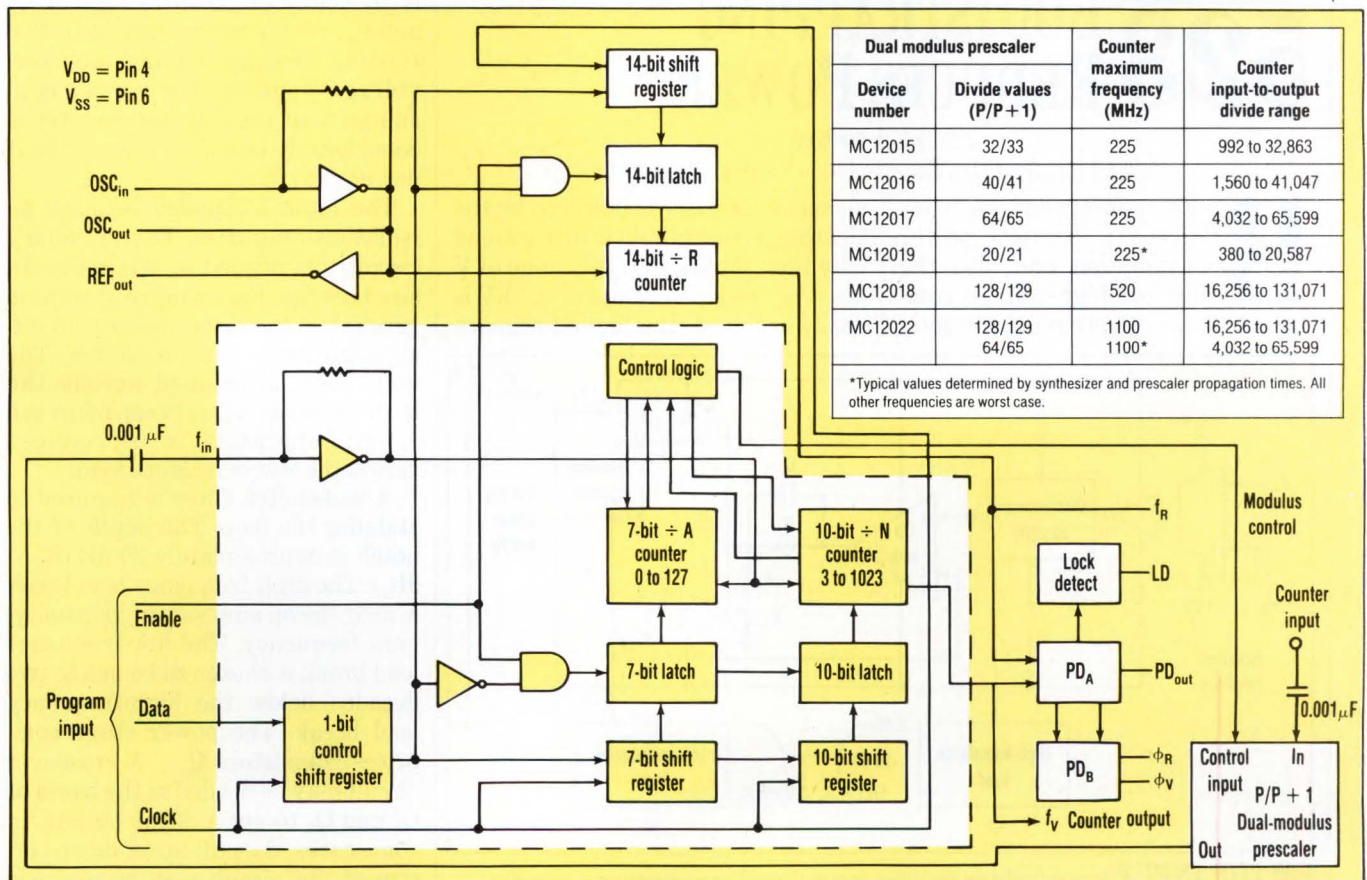 V_DD = Pin 4
V_SS = Pin 6
OSC_in
OSC_out
REF_out
14-bit shift
register
14-bit latch
14-bit ÷ R
counter
Dual modulus prescaler
Counter
maximum
frequency
(MHz)
Counter
input-to-output
divide range
Device
number
Divide values
(P/P + 1)
MC12015 32/33 225 992 to 32,863
MC12016 40/41 225 1,560 to 41,047
MC12017 64/65 225 4,032 to 65,599
MC12019 20/21 225* 380 to 20,587
MC12018 128/129 520 16,256 to 131,071
MC12022 128/129 1100 16,256 to 131,071
64/65 1100* 4,032 to 65,599
*Typical values determined by synthesizer and prescaler propagation times. All
other frequencies are worst case.
Control logic
0.001 µF
f_in
7-bit ÷ A
counter
0 to 127
10-bit ÷ N
counter
3 to 1023
Modulus
control
f_R
Lock
detect
LD
Counter
input
0.001µF
Program
input
Enable
Data
Clock
1-bit
control
shift register
7-bit latch
10-bit latch
7-bit shift
register
10-bit shift
register
PD_A
PD_out
PD_B
ϕ_R
ϕ_V
f_V Counter output
Control
input
In
P/P + 1
Dual-modulus
prescaler
Out